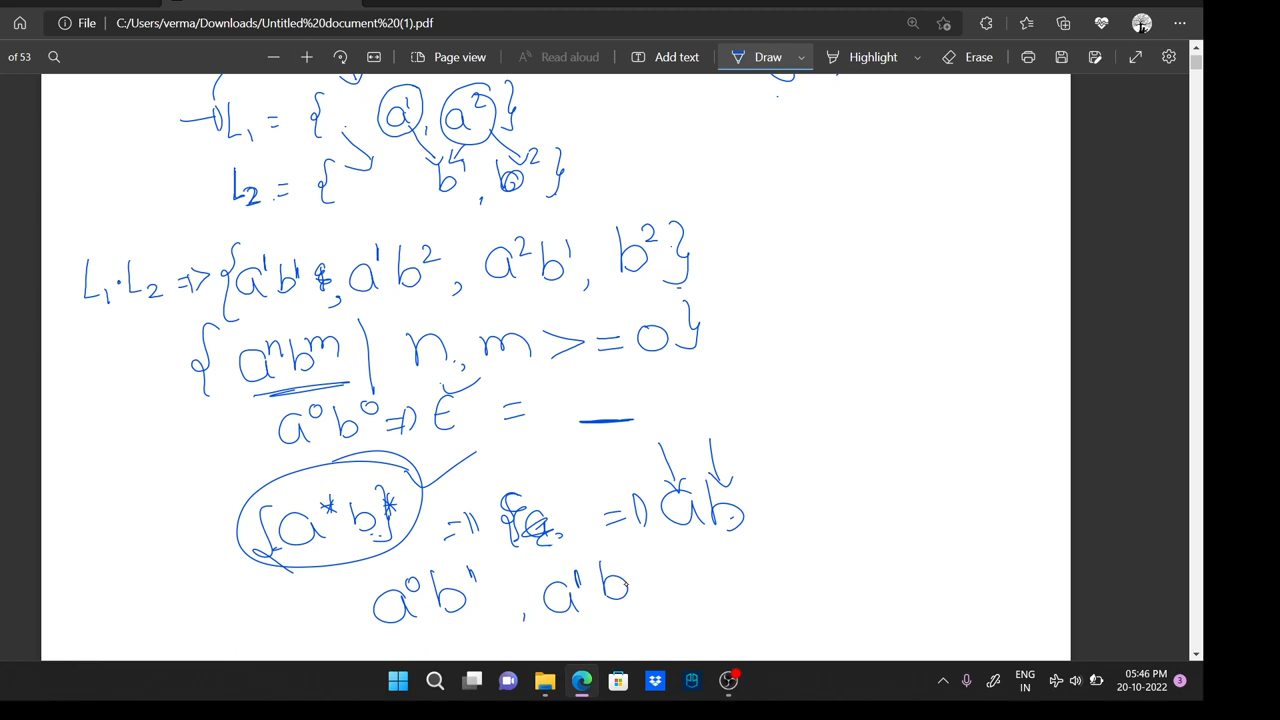 File C:/Users/verma/Downloads/Untitled%20document%20(1).pdf
of 53 Page view Read aloud Add text Draw Highlight Erase
L₁ = { a¹, a² }
L₂ = { b¹, b² }
L₁·L₂ => { a¹b¹, a¹b², a²b¹, b² }
{ aⁿbᵐ | n, m >= 0 }
a⁰b⁰ => ε =
{a* b}* => { => ab
a⁰b¹, a¹b
ENG
IN
05:46 PM
20-10-2022
3